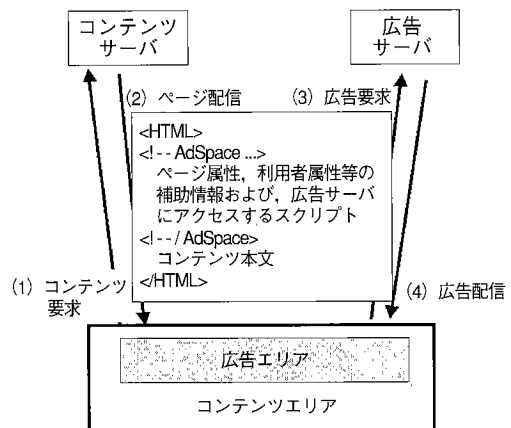 コンテンツ
サーバ
広告
サーバ
(2) ページ配信
(3) 広告要求
<HTML>
<!--AdSpace ...>
ページ属性，利用者属性等の
補助情報および，広告サーバ
にアクセスするスクリプト
<!--/AdSpace>
コンテンツ本文
</HTML>
(1) コンテンツ
要求
(4) 広告配信
広告エリア
コンテンツエリア